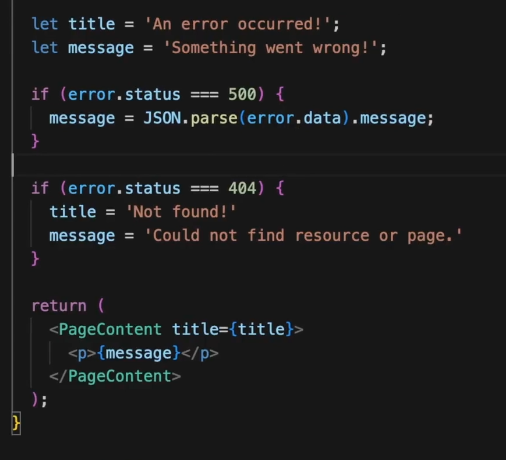 let title = 'An error occurred!';
let message = 'Something went wrong!';
if (error.status === 500) {
message = JSON.parse(error.data).message;
}
if (error.status === 404) {
title = 'Not found!'
message = 'Could not find resource or page.'
}
return (
<PageContent title={title}>
<p>{message}</p>
</PageContent>
);
}